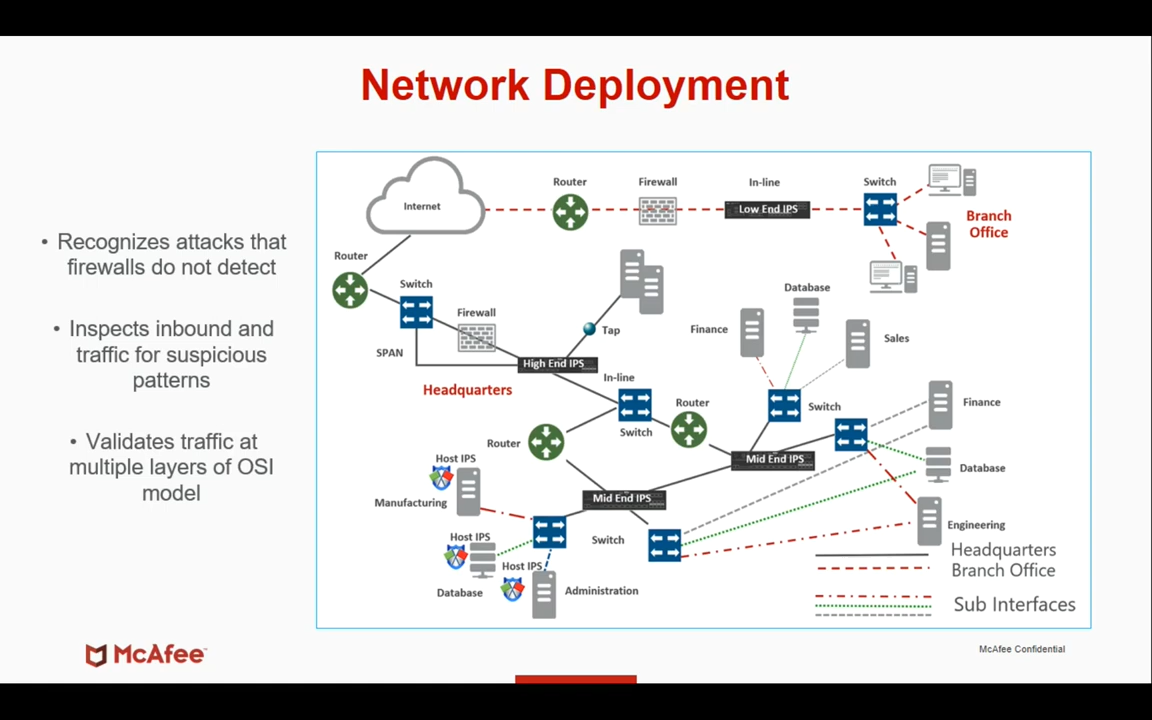 Network Deployment
• Recognizes attacks that
firewalls do not detect
• Inspects inbound and
traffic for suspicious
patterns
• Validates traffic at
multiple layers of OSI
model
Internet
Router
Firewall
In-line
Low End IPS
Switch
Branch
Office
Router
Switch
Firewall
SPAN
Tap
High End IPS
Headquarters
In-line
Switch
Router
Router
Finance
Database
Sales
Switch
Mid End IPS
Finance
Database
Engineering
Mid End IPS
Host IPS
Manufacturing
Host IPS
Database
Host IPS
Administration
Switch
Headquarters
Branch Office
Sub Interfaces
McAfee™
McAfee Confidential